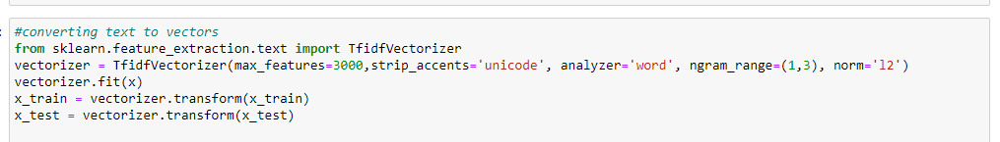 :
#converting text to vectors
from sklearn.feature_extraction.text import TfidfVectorizer
vectorizer = TfidfVectorizer(max_features=3000,strip_accents='unicode', analyzer='word', ngram_range=(1,3), norm='l2')
vectorizer.fit(x)
x_train = vectorizer.transform(x_train)
x_test = vectorizer.transform(x_test)